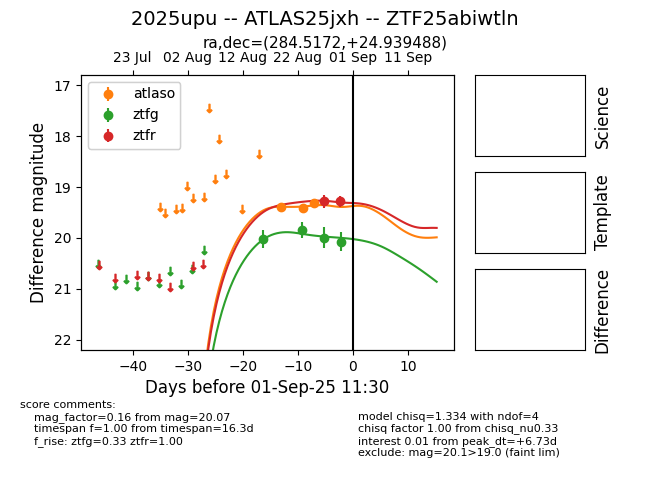 2025upu -- ATLAS25jxh -- ZTF25abiwtln
ra,dec=(284.5172,+24.939488)
23 Jul 02 Aug 12 Aug 22 Aug 01 Sep 11 Sep
17
18
19
20
21
22
Difference magnitude
atlaso
ztfg
ztfr
−40 −30 −20 −10 0 10
Days before 01-Sep-25 11:30
Science
Template
Difference
score comments:
mag_factor=0.16 from mag=20.07
timespan f=1.00 from timespan=16.3d
f_rise: ztfg=0.33 ztfr=1.00
model chisq=1.334 with ndof=4
chisq factor 1.00 from chisq_nu0.33
interest 0.01 from peak_dt=+6.73d
exclude: mag=20.1>19.0 (faint lim)